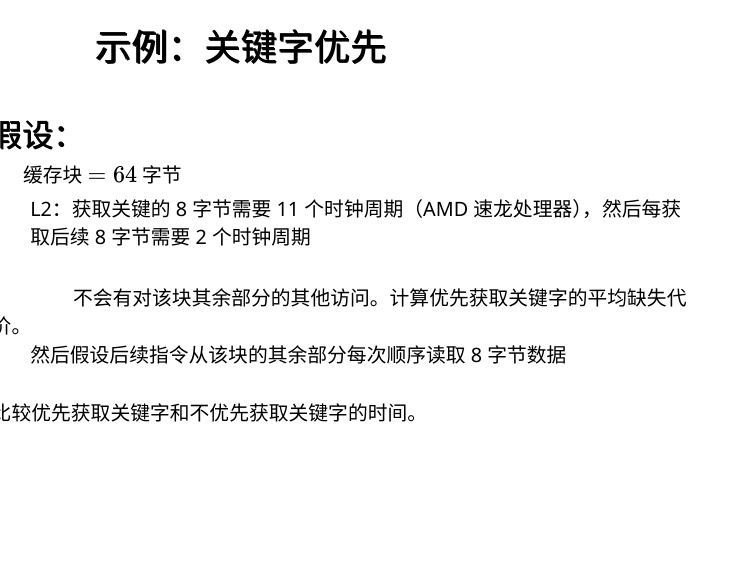 示例：关键字优先
假设：
缓存块 = 64 字节
L2：获取关键的 8 字节需要 11 个时钟周期（AMD 速龙处理器），然后每获
取后续 8 字节需要 2 个时钟周期
不会有对该块其余部分的其他访问。计算优先获取关键字的平均缺失代
价。
然后假设后续指令从该块的其余部分每次顺序读取 8 字节数据
比较优先获取关键字和不优先获取关键字的时间。